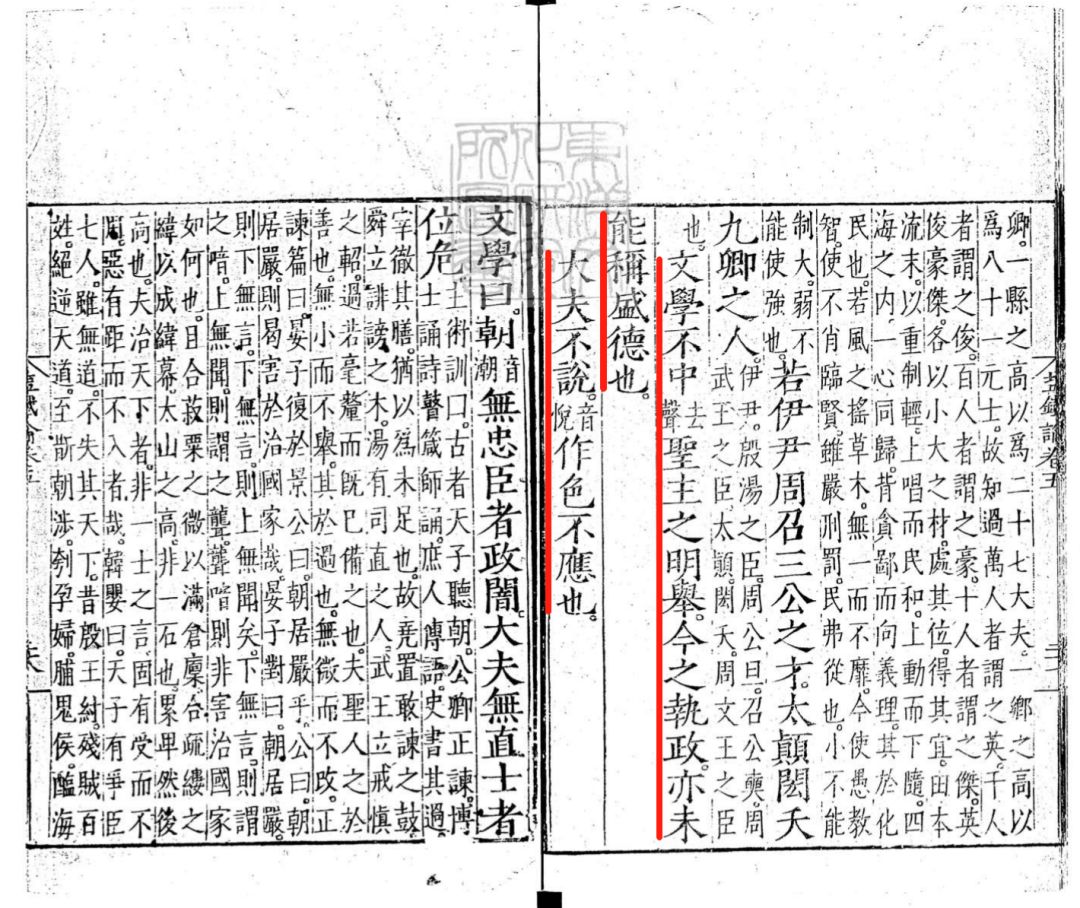 卿。一縣之高以爲二十七大夫。一鄉之高以
爲八十一元士。故知過萬人者謂之英。千人
者謂之俊。百人者謂之豪。十人者謂之傑。英
俊豪傑。各以小大之材。處其位。得其宜。由本
流末。以重制輕。上唱而民和。上動而下隨。四
海之內。一心同歸。背貪鄙而向義理。其於化
民也。若風之搖草木。無一而不靡。今使愚教
智。使不肖臨賢。雖嚴刑罰。民弗從也。小不能
制大。弱不
能使強也。若伊尹周召三公之才。太顛閎夭
九卿之人。伊尹。殷湯之臣。周公旦。召公奭。周
武王之臣。太顛。閎夭。周文王之臣
也。文學不中去聲聖主之明舉。今之執政。亦未
能稱盛德也。
大夫不說。音悅作色不應也。
文學曰。朝音潮無忠臣者政闇。大夫無直士者
位危。主術訓曰。古者天子聽朝。公卿正諫。博
士誦詩。瞽箴師誦。庶人傳語。史書其過。
宰徹其膳。猶以爲未足也。故堯置敢諫之鼓。
舜立誹謗之木。湯有司直之人。武王立戒慎
之軺。過若毫釐。而既已備之也。夫聖人之於
善也。無小而不舉。其於過也。無微而不改。正
諫篇曰。晏子復於景公曰。朝居嚴乎。公曰。朝
居嚴。則曷害於治國家哉。晏子對曰。朝居嚴。
則下無言。下無言。則上無聞矣。下無言。則謂
之喑。上無聞。則謂之聾。聾喑則非害治國家
如何也。且合菽粟之微以滿倉廩。合疏縷之
緯以成緯幕。太山之高。非一石也。累卑然後
高也。夫治天下者。非一士之言。固有受而不
用。惡有距而不入者哉。韓嬰曰。天子有爭臣
七人。雖無道。不失其天下。昔殷王紂。殘賊百
姓。絕逆天道。至斮朝涉。刳孕婦。脯鬼侯。醢海